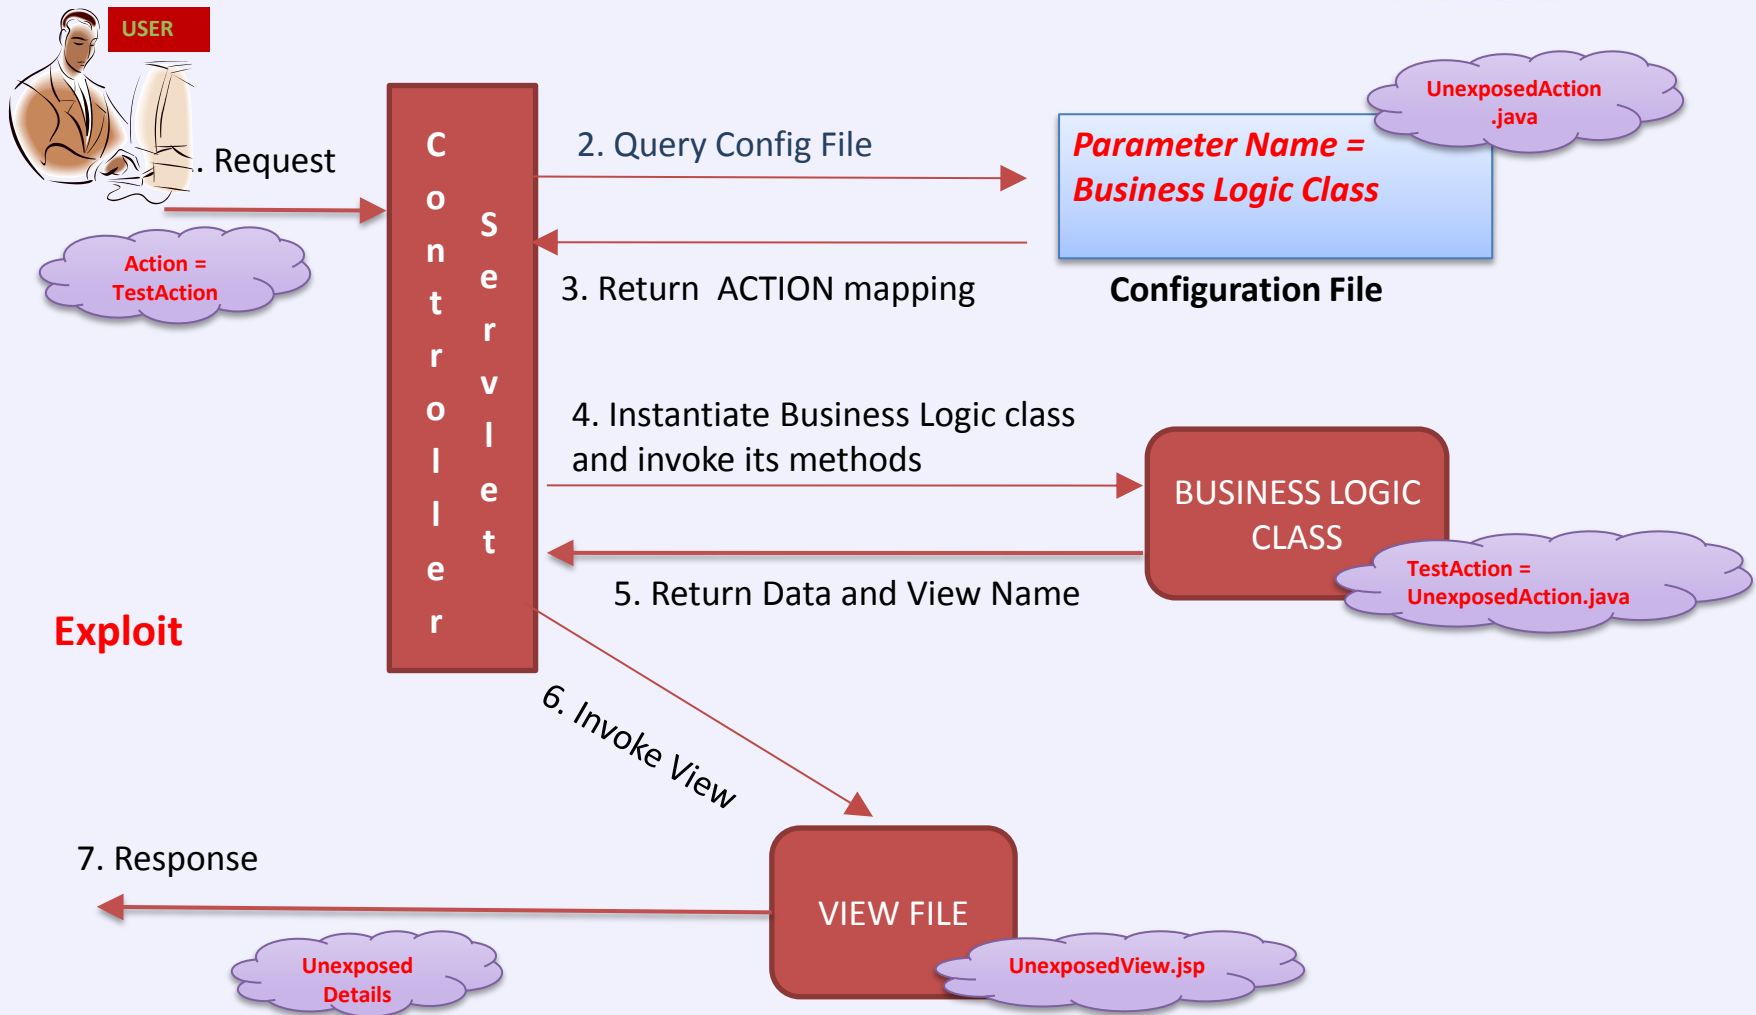 USER
. Request
Action =
TestAction
Controller
Servlet
2. Query Config File
3. Return  ACTION mapping
UnexposedAction
.java
Parameter Name =
Business Logic Class
Configuration File
4. Instantiate Business Logic class
and invoke its methods
BUSINESS LOGIC
CLASS
TestAction =
UnexposedAction.java
5. Return Data and View Name
Exploit
6. Invoke View
7. Response
VIEW FILE
Unexposed
Details
UnexposedView.jsp